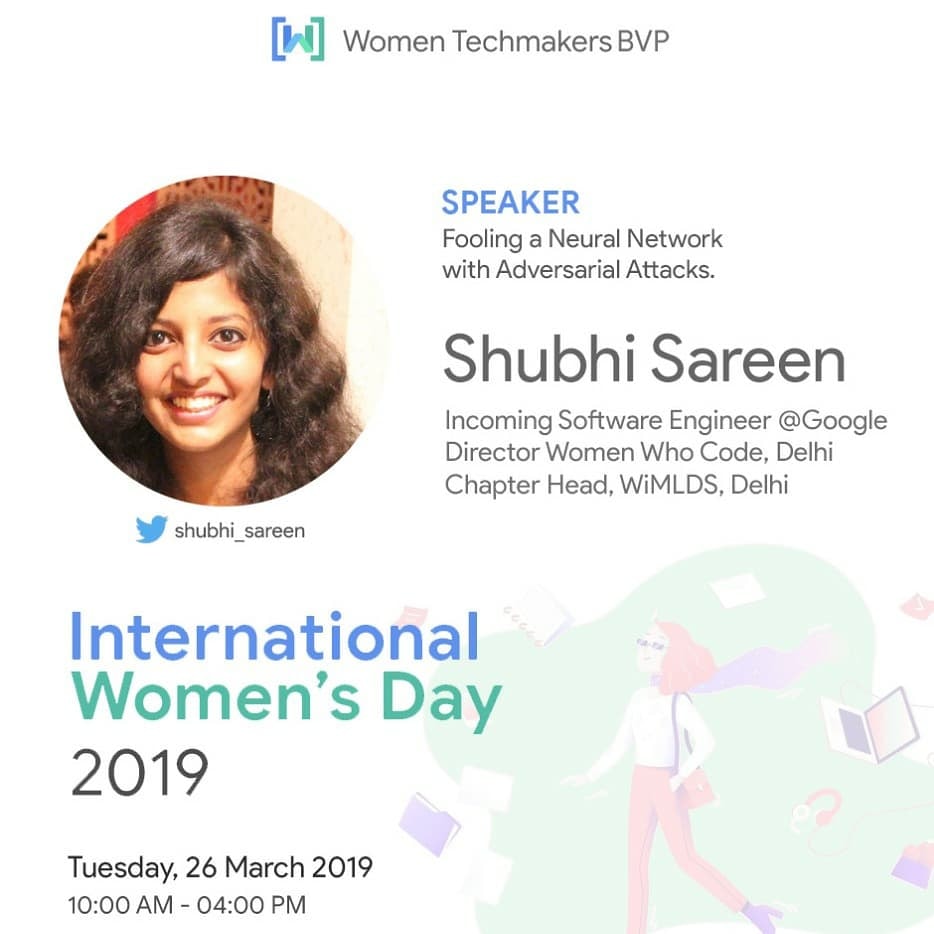 Women Techmakers BVP
SPEAKER
Fooling a Neural Network
with Adversarial Attacks.
Shubhi Sareen
Incoming Software Engineer @Google
Director Women Who Code, Delhi
Chapter Head, WiMLDS, Delhi
shubhi_sareen
International
Women's Day
2019
Tuesday, 26 March 2019
10:00 AM - 04:00 PM